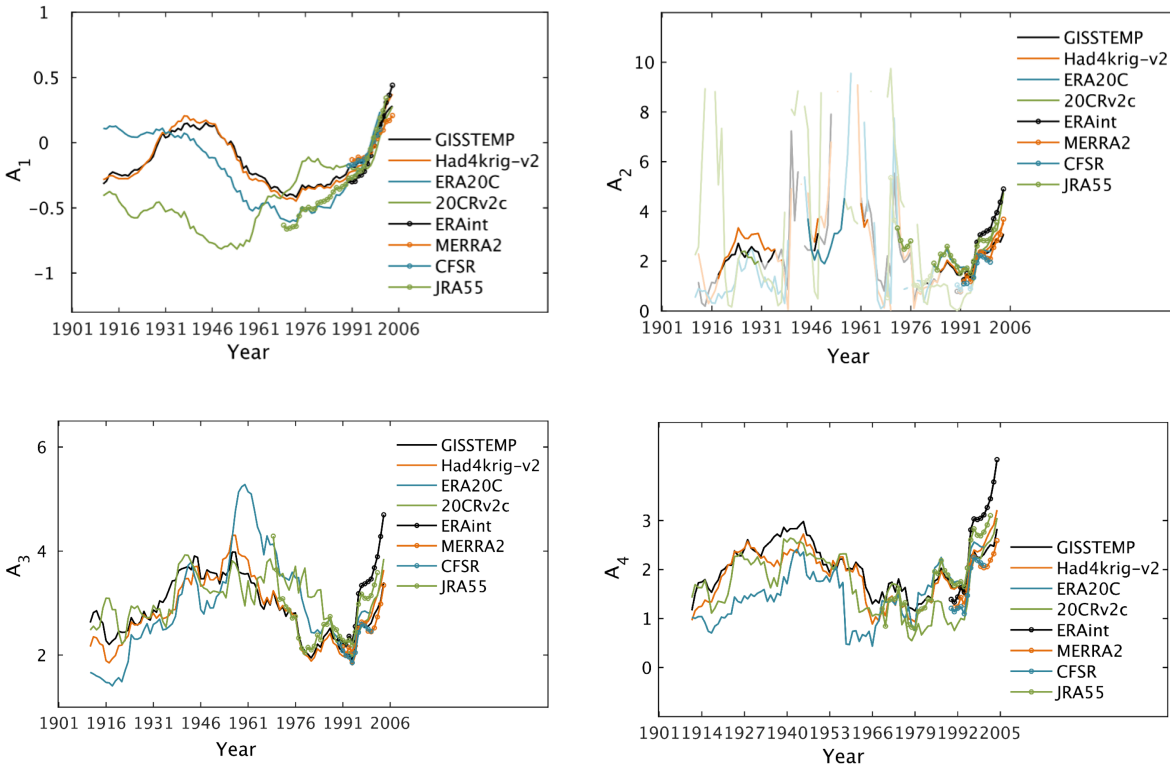 1
0.5
0
−0.5
−1
A1
1901 1916 1931 1946 1961 1976 1991 2006
Year
GISSTEMP
Had4krig−v2
ERA20C
20CRv2c
ERAint
MERRA2
CFSR
JRA55
10
8
6
4
2
0
A2
1901 1916 1931 1946 1961 1976 1991 2006
Year
GISSTEMP
Had4krig−v2
ERA20C
20CRv2c
ERAint
MERRA2
CFSR
JRA55
6
4
2
A3
1901 1916 1931 1946 1961 1976 1991 2006
Year
GISSTEMP
Had4krig−v2
ERA20C
20CRv2c
ERAint
MERRA2
CFSR
JRA55
3
2
1
0
A4
1901 1914 1927 1940 1953 1966 1979 1992 2005
Year
GISSTEMP
Had4krig−v2
ERA20C
20CRv2c
ERAint
MERRA2
CFSR
JRA55